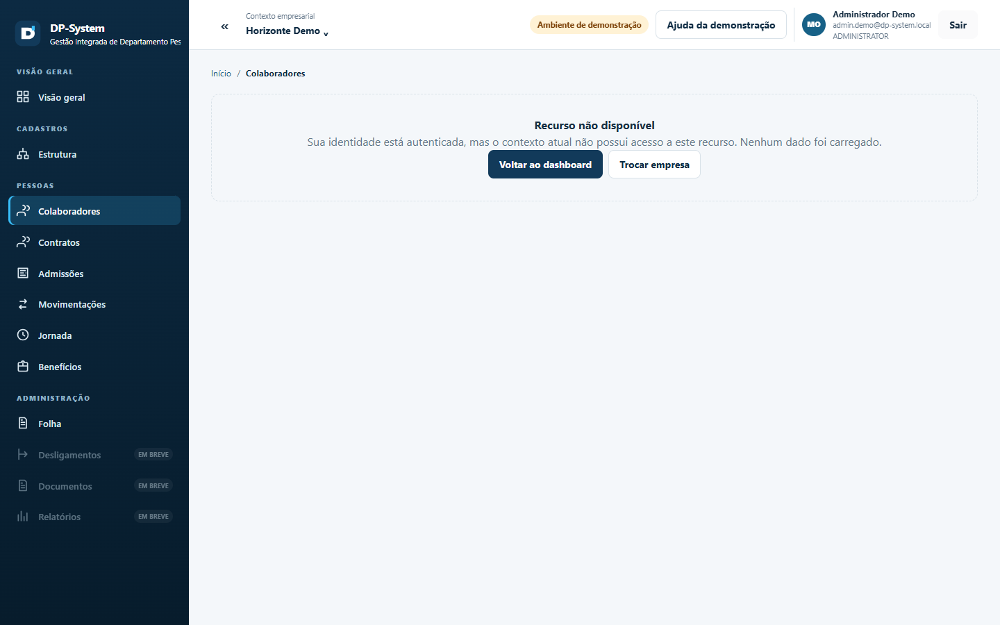 DP-System
Gestão integrada de Departamento Pes
VISÃO GERAL
Visão geral
CADASTROS
Estrutura
PESSOAS
Colaboradores
Contratos
Admissões
Movimentações
Jornada
Benefícios
ADMINISTRAÇÃO
Folha
Desligamentos EM BREVE
Documentos EM BREVE
Relatórios EM BREVE
«
Contexto empresarial
Horizonte Demo
Ambiente de demonstração
Ajuda da demonstração
MO
Administrador Demo
admin.demo@dp-system.local
ADMINISTRATOR
Sair
Início / Colaboradores
Recurso não disponível
Sua identidade está autenticada, mas o contexto atual não possui acesso a este recurso. Nenhum dado foi carregado.
Voltar ao dashboard
Trocar empresa